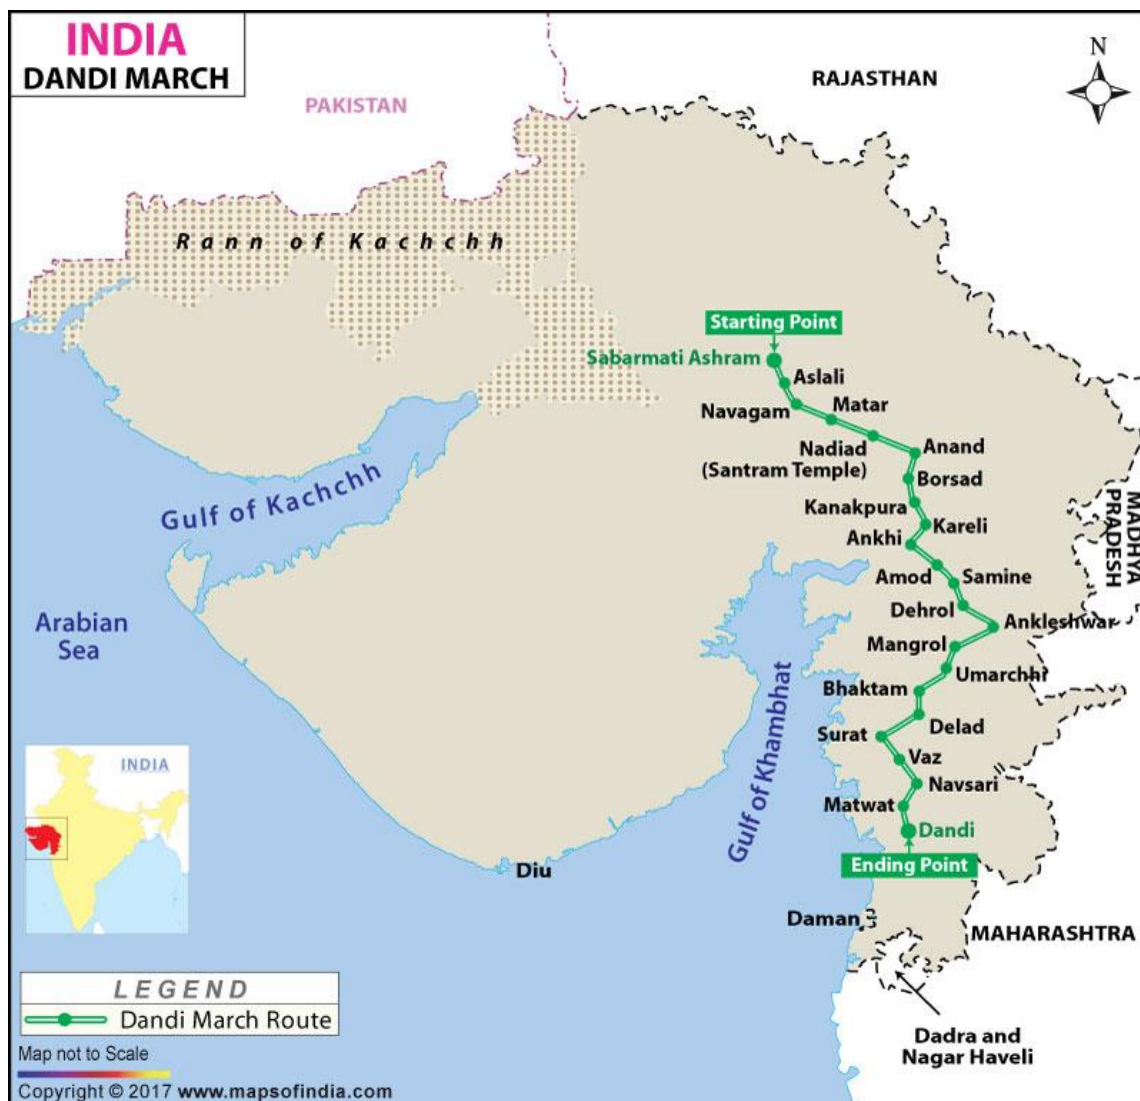 INDIA
DANDI MARCH
N
RAJASTHAN
PAKISTAN
Rann of Kachchh
Starting Point
Sabarmati Ashram
Aslali
Navagam
Matar
Nadiad
(Santram Temple)
Anand
Borsad
Kanakpura
Kareli
Ankhi
Amod
Samine
Dehrol
Ankleshwar
Mangrol
Umarchhi
Bhaktam
Delad
Surat
Vaz
Navsari
Matwat
Dandi
Ending Point
MADHYA
PRADESH
Gulf of Kachchh
Arabian
Sea
Gulf of Khambhat
Diu
Daman
MAHARASHTRA
Dadra and
Nagar Haveli
INDIA
LEGEND
Dandi March Route
Map not to Scale
Copyright © 2017 www.mapsofindia.com